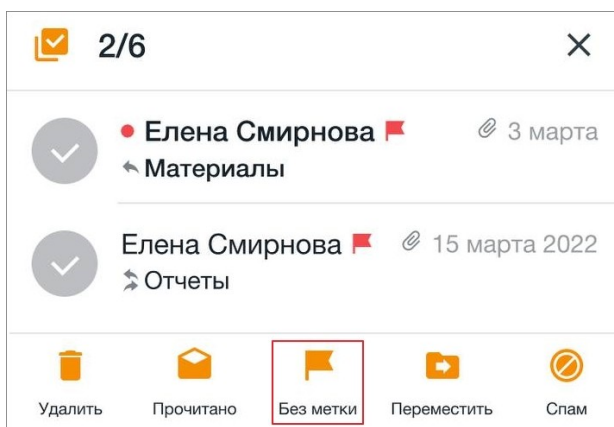 2/6
Елена Смирнова 3 марта
Материалы
Елена Смирнова 15 марта 2022
Отчеты
Удалить Прочитано Без метки Переместить Спам